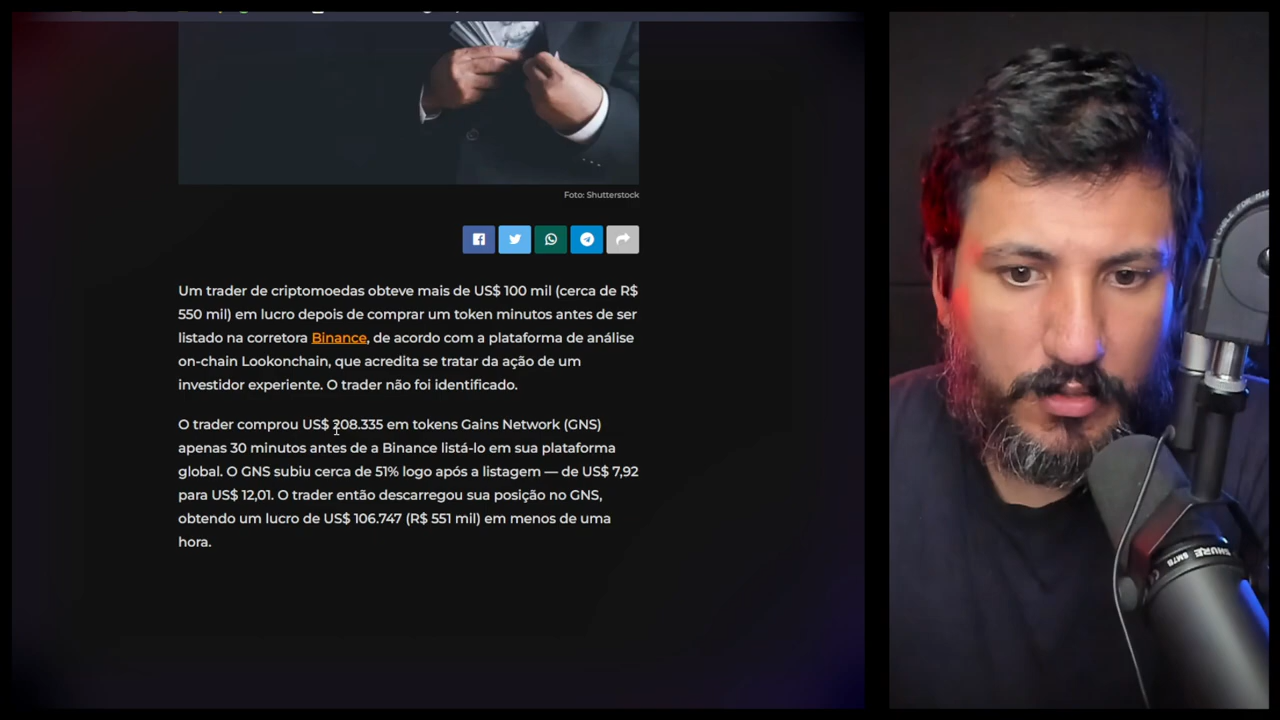 Foto: Shutterstock
Um trader de criptomoedas obteve mais de US$ 100 mil (cerca de R$
550 mil) em lucro depois de comprar um token minutos antes de ser
listado na corretora Binance, de acordo com a plataforma de análise
on-chain Lookonchain, que acredita se tratar da ação de um
investidor experiente. O trader não foi identificado.
O trader comprou US$ 208.335 em tokens Gains Network (GNS)
apenas 30 minutos antes de a Binance listá-lo em sua plataforma
global. O GNS subiu cerca de 51% logo após a listagem — de US$ 7,92
para US$ 12,01. O trader então descarregou sua posição no GNS,
obtendo um lucro de US$ 106.747 (R$ 551 mil) em menos de uma
hora.
SHURE
SM7B